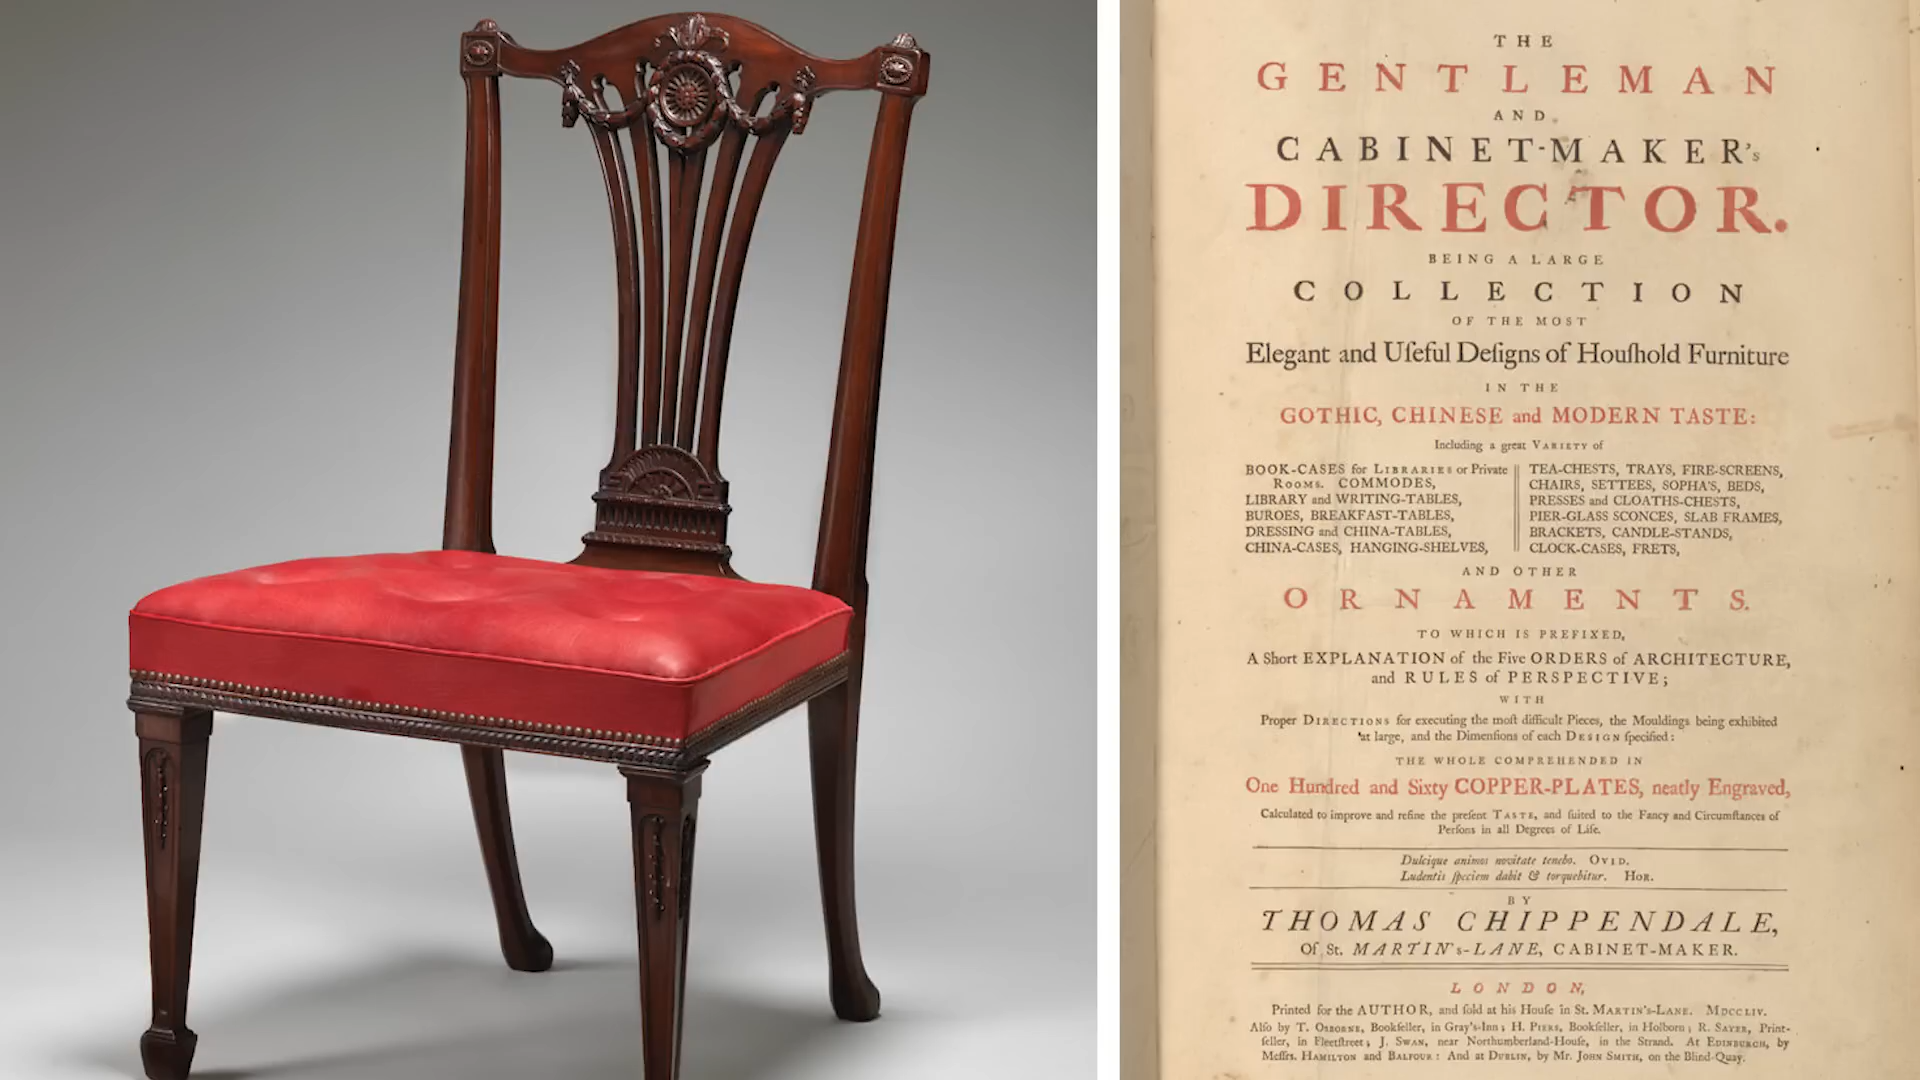 THE
GENTLEMAN
AND
CABINET-MAKER's
DIRECTOR.
BEING A LARGE
COLLECTION
OF THE MOST
Elegant and Uſeful Deſigns of Houſhold Furniture
IN THE
GOTHIC, CHINESE and MODERN TASTE:
Including a great VARIETY of
BOOK-CASES for LIBRARIES or Private
ROOMS. COMMODES,
LIBRARY and WRITING-TABLES,
BUROES, BREAKFAST-TABLES,
DRESSING and CHINA-TABLES,
CHINA-CASES, HANGING-SHELVES,
TEA-CHESTS, TRAYS, FIRE-SCREENS,
CHAIRS, SETTEES, SOPHA'S, BEDS,
PRESSES and CLOATHS-CHESTS,
PIER-GLASS SCONCES, SLAB FRAMES,
BRACKETS, CANDLE-STANDS,
CLOCK-CASES, FRETS,
AND OTHER
ORNAMENTS.
TO WHICH IS PREFIXED,
A Short EXPLANATION of the Five ORDERS of ARCHITECTURE,
and RULES of PERSPECTIVE;
WITH
Proper DIRECTIONS for executing the moſt difficult Pieces, the Mouldings being exhibited
at large, and the Dimenſions of each DESIGN ſpecified:
THE WHOLE COMPREHENDED IN
One Hundred and Sixty COPPER-PLATES, neatly Engraved,
Calculated to improve and refine the preſent TASTE, and ſuited to the Fancy and Circumſtances of
Perſons in all Degrees of Life.
Dulcique animos novitate tenebo. OVID.
Ludentis ſpeciem dabit & torquebitur. HOR.
BY
THOMAS CHIPPENDALE,
Of St. MARTIN's-LANE, CABINET-MAKER.
LONDON,
Printed for the AUTHOR, and ſold at his Houſe in St. MARTIN's-LANE. MDCCLIV.
Alſo by T. OSBORNE, Bookſeller, in Gray's-Inn; H. PIERS, Bookſeller, in Holborn; R. SAYER, Print-
ſeller, in Fleetſtreet; J. SWAN, near Northumberland-Houſe, in the Strand. At EDINBURGH, by
Meſſrs. HAMILTON and BALFOUR: And at DUBLIN, by Mr. JOHN SMITH, on the Blind-Quay.